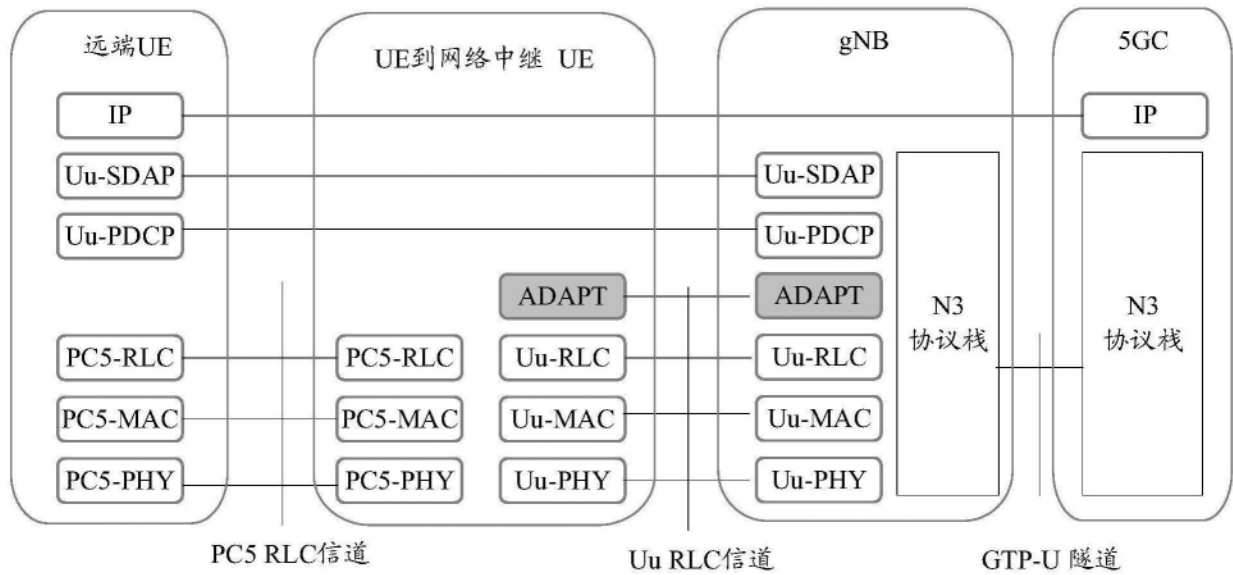 远端UE
UE到网络中继 UE
gNB
5GC
IP
IP
Uu-SDAP
Uu-SDAP
Uu-PDCP
Uu-PDCP
ADAPT
ADAPT
N3
协议栈
N3
协议栈
PC5-RLC
PC5-RLC
Uu-RLC
Uu-RLC
PC5-MAC
PC5-MAC
Uu-MAC
Uu-MAC
PC5-PHY
PC5-PHY
Uu-PHY
Uu-PHY
PC5 RLC信道
Uu RLC信道
GTP-U 隧道